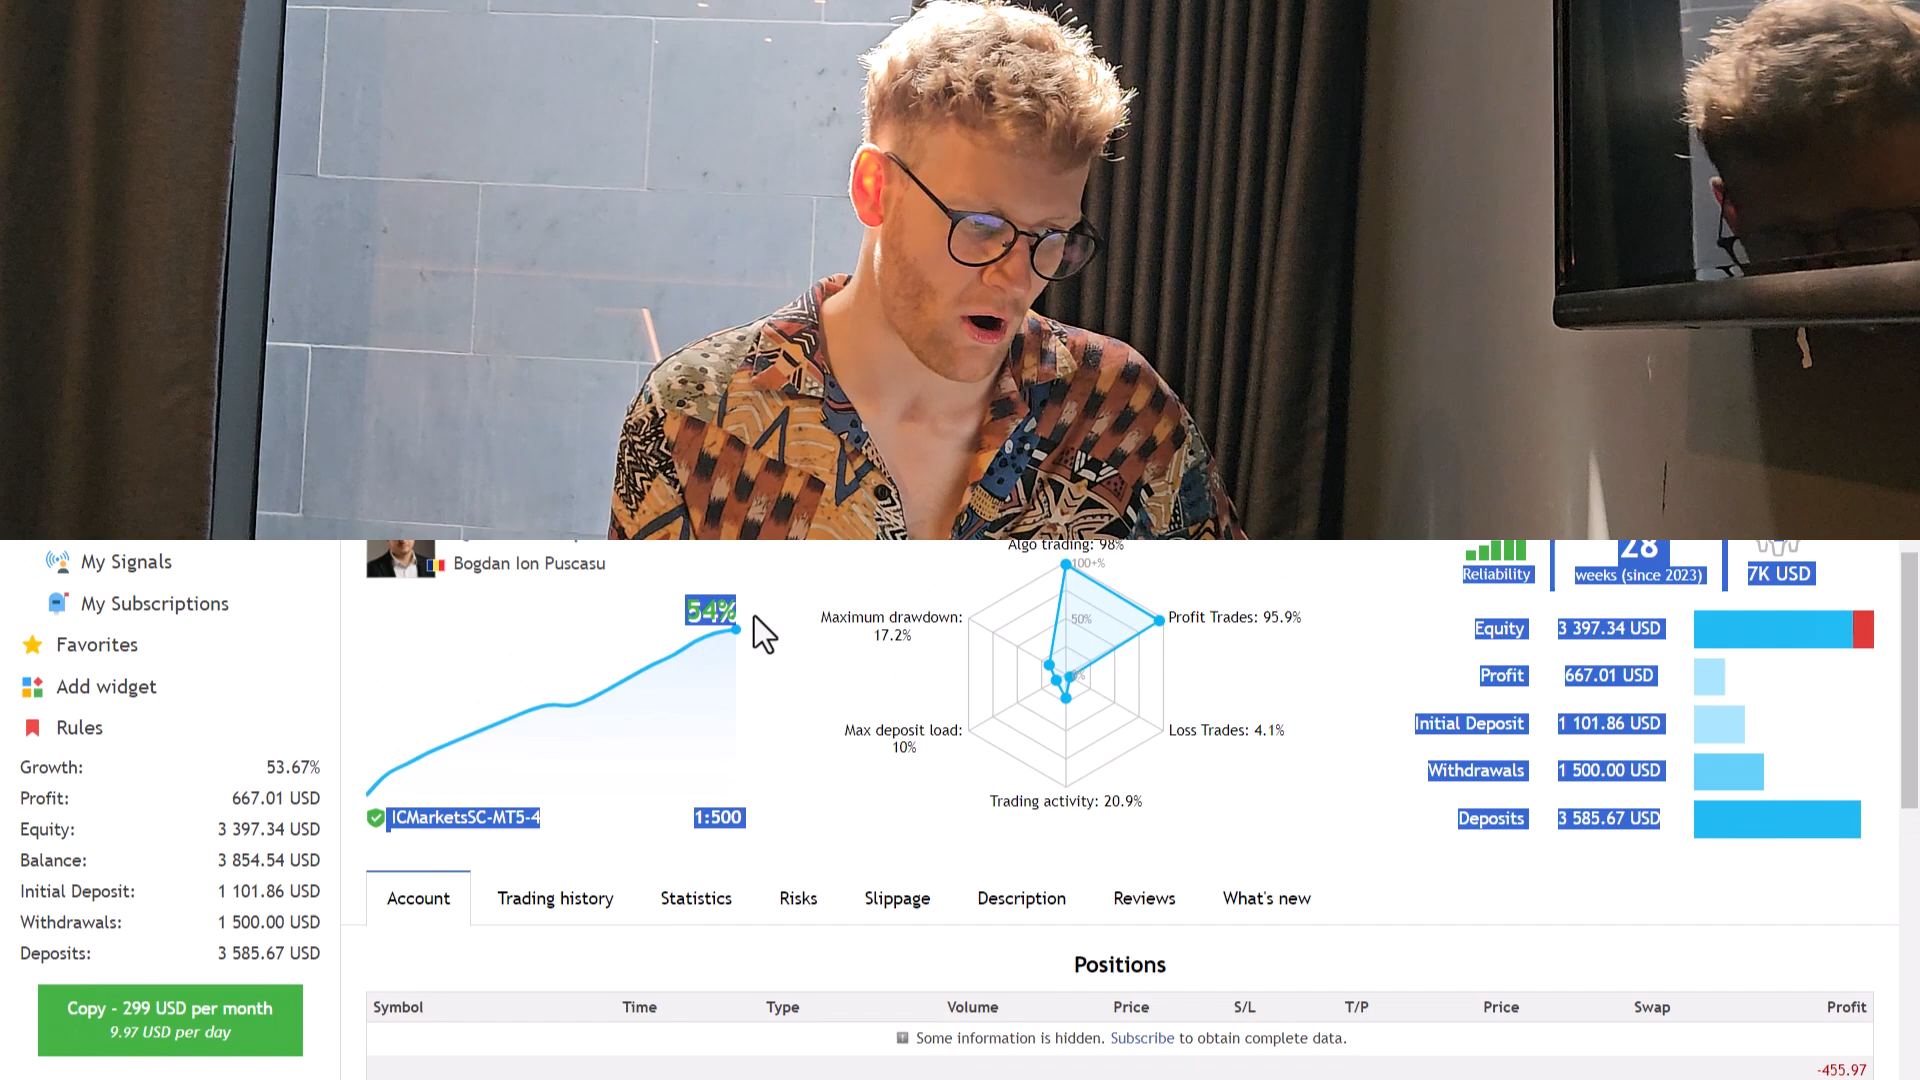 My Signals
My Subscriptions
Favorites
Add widget
Rules
Growth: 53.67%
Profit: 667.01 USD
Equity: 3 397.34 USD
Balance: 3 854.54 USD
Initial Deposit: 1 101.86 USD
Withdrawals: 1 500.00 USD
Deposits: 3 585.67 USD
Copy - 299 USD per month
9.97 USD per day
Bogdan Ion Puscasu
54%
ICMarketsSC-MT5-4 1:500
Algo trading: 98%
100+%
Maximum drawdown:
17.2%
50%
Profit Trades: 95.9%
Max deposit load:
10%
Loss Trades: 4.1%
Trading activity: 20.9%
Reliability
28
weeks (since 2023)
7K USD
Equity 3 397.34 USD
Profit 667.01 USD
Initial Deposit 1 101.86 USD
Withdrawals 1 500.00 USD
Deposits 3 585.67 USD
Account Trading history Statistics Risks Slippage Description Reviews What's new
Positions
Symbol Time Type Volume Price S/L T/P Price Swap Profit
Some information is hidden. Subscribe to obtain complete data.
-455.97